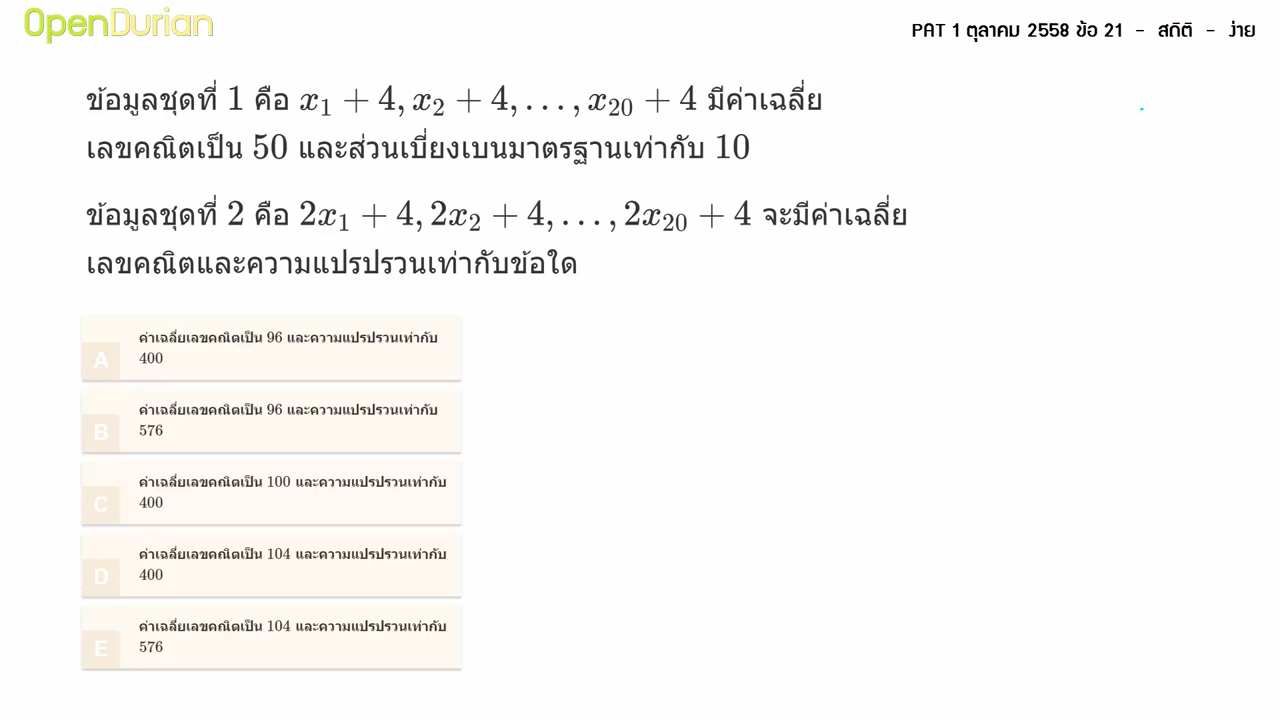 OpenDurian
PAT 1 ตุลาคม 2558 ข้อ 21 - สถิติ - ง่าย
ข้อมูลชุดที่ 1 คือ x₁ + 4, x₂ + 4, . . . , x₂₀ + 4 มีค่าเฉลี่ย
เลขคณิตเป็น 50 และส่วนเบี่ยงเบนมาตรฐานเท่ากับ 10
ข้อมูลชุดที่ 2 คือ 2x₁ + 4, 2x₂ + 4, . . . , 2x₂₀ + 4 จะมีค่าเฉลี่ย
เลขคณิตและความแปรปรวนเท่ากับข้อใด
ค่าเฉลี่ยเลขคณิตเป็น 96 และความแปรปรวนเท่ากับ
A 400
ค่าเฉลี่ยเลขคณิตเป็น 96 และความแปรปรวนเท่ากับ
B 576
ค่าเฉลี่ยเลขคณิตเป็น 100 และความแปรปรวนเท่ากับ
C 400
ค่าเฉลี่ยเลขคณิตเป็น 104 และความแปรปรวนเท่ากับ
D 400
ค่าเฉลี่ยเลขคณิตเป็น 104 และความแปรปรวนเท่ากับ
E 576